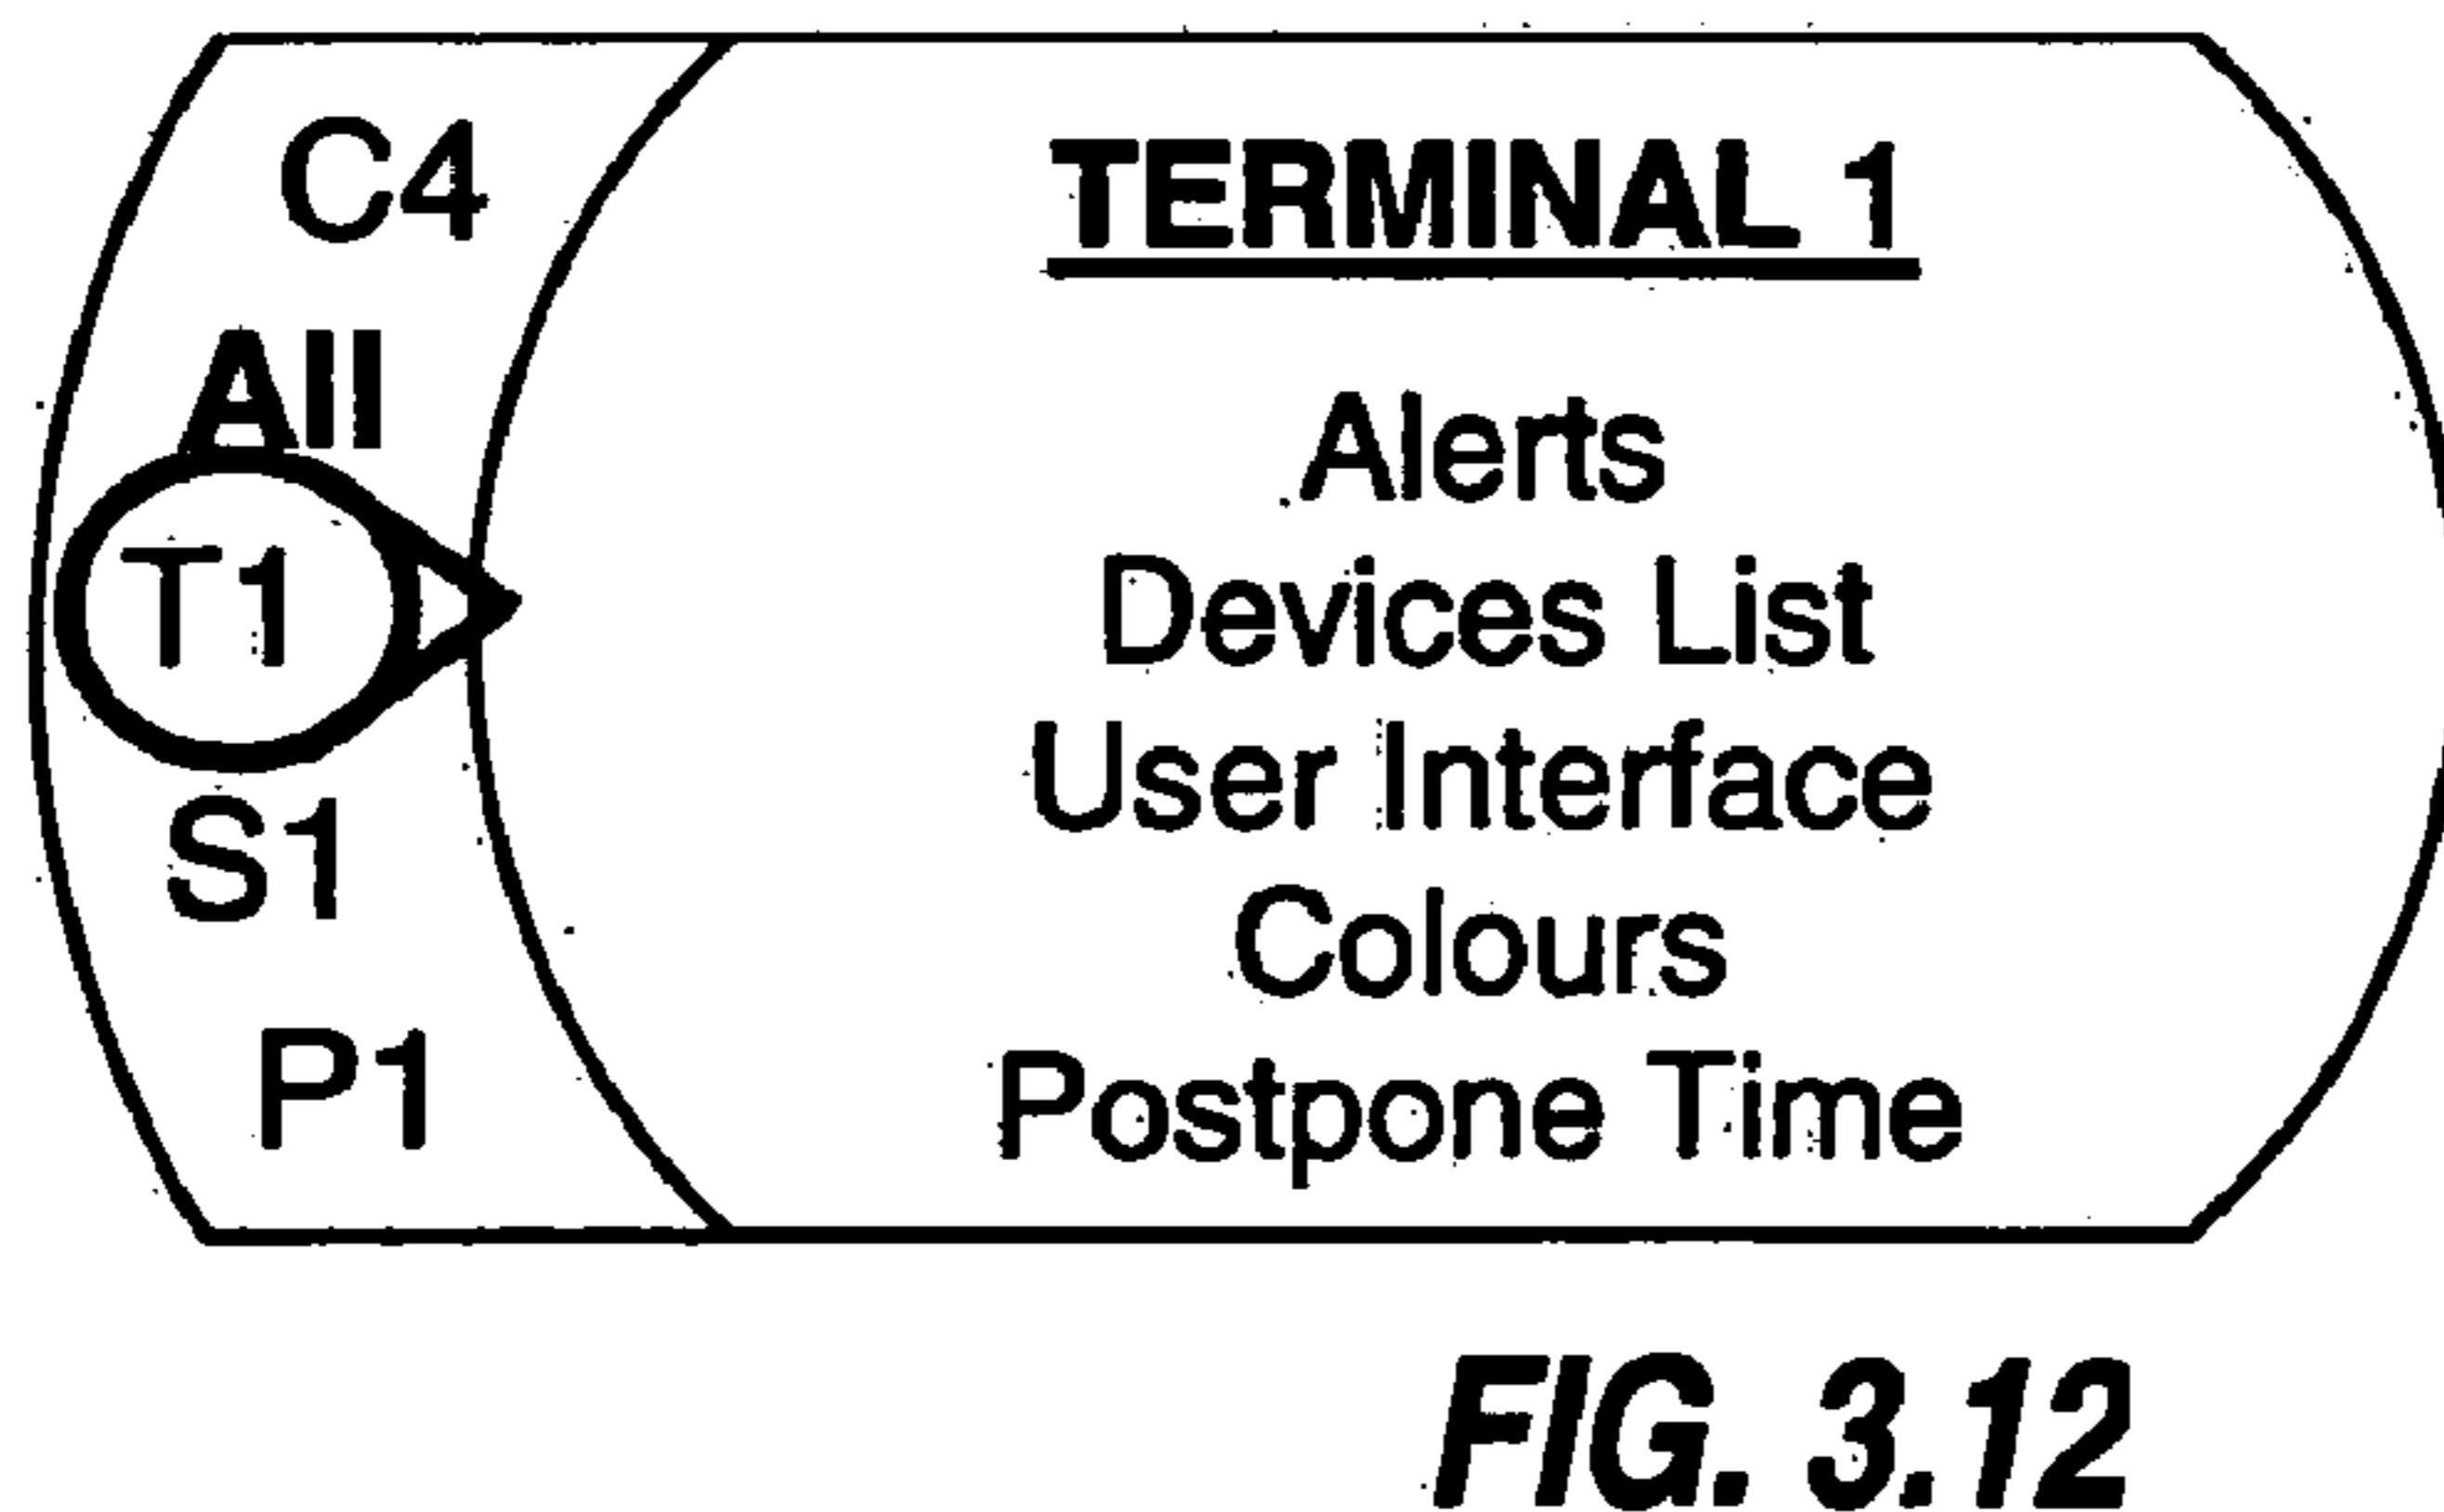 C4
All
T1
S1
P1
TERMINAL 1
Alerts
Devices List
User Interface
Colours
Postpone Time
FIG. 3.12